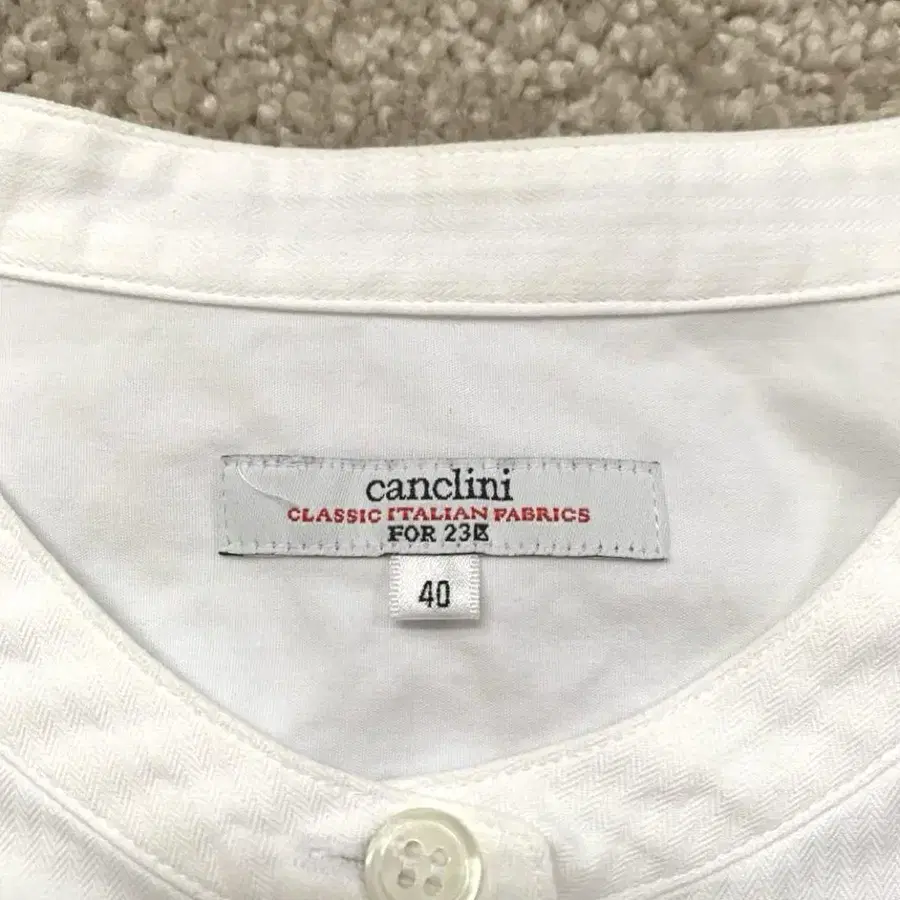 canclini
CLASSIC ITALIAN FABRICS
FOR 23区
40